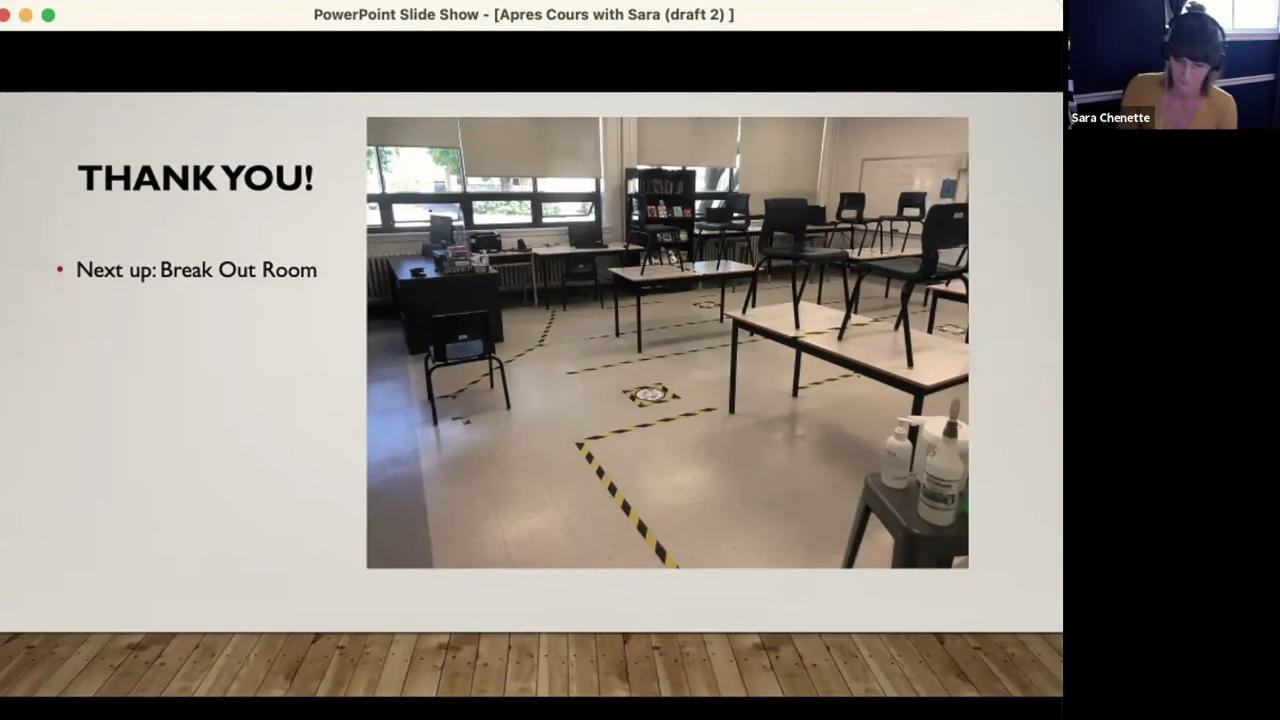 PowerPoint Slide Show - [Apres Cours with Sara (draft 2) ]
THANK YOU!
• Next up: Break Out Room
Sara Chenette